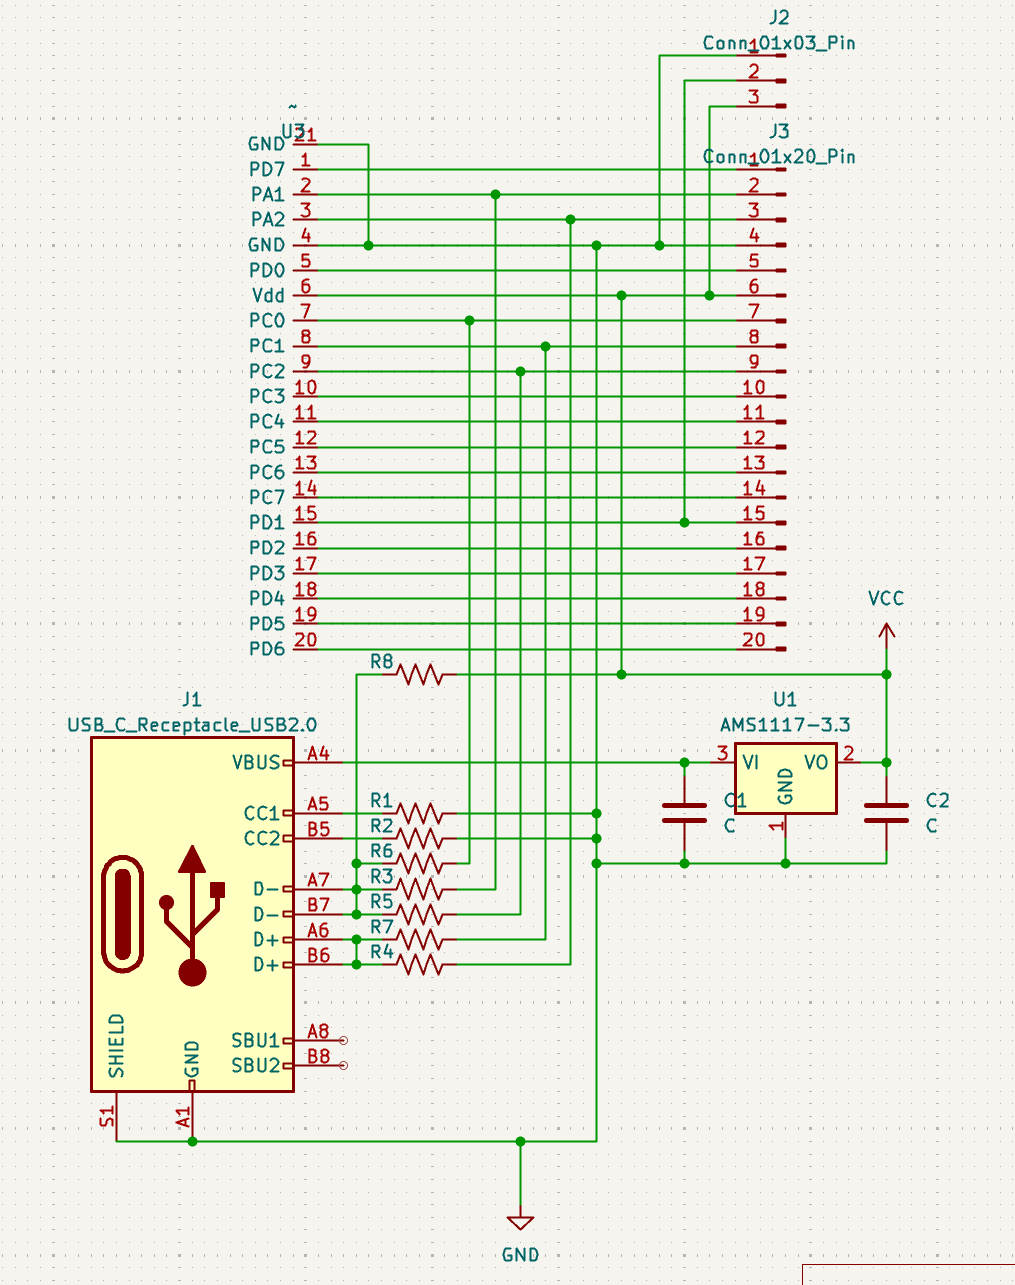 J2
Conn_01x03_Pin
1
2
3
~
U3
J3
Conn_01x20_Pin
GND 21
PD7 1 1
PA1 2 2
PA2 3 3
GND 4 4
PD0 5 5
Vdd 6 6
PC0 7 7
PC1 8 8
PC2 9 9
PC3 10 10
PC4 11 11
PC5 12 12
PC6 13 13
PC7 14 14
PD1 15 15
PD2 16 16
PD3 17 17
PD4 18 18
PD5 19 19
PD6 20 20
VCC
R8
J1
USB_C_Receptacle_USB2.0
U1
AMS1117-3.3
VBUS A4
3 VI VO 2
GND
1
CC1 A5 R1
CC2 B5 R2
R6
D- A7 R3
D- B7 R5
D+ A6 R7
D+ B6 R4
C1
C
C2
C
SBU1 A8
SBU2 B8
SHIELD
GND
S1
A1
GND